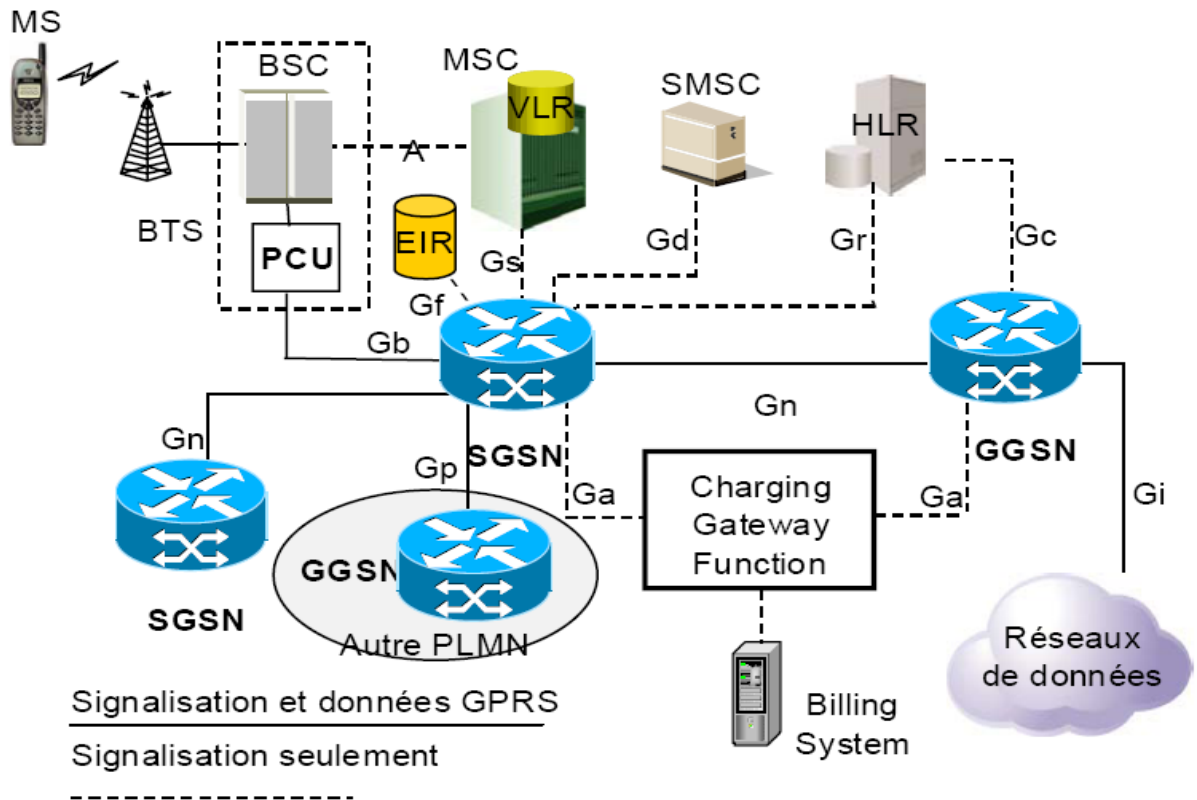 MS
BSC
MSC
VLR
SMSC
HLR
A
BTS
PCU
EIR
Gs
Gd
Gr
Gc
Gf
Gb
Gn
Gn
SGSN
GGSN
Gp
Ga
Charging
Gateway
Function
Ga
Gi
GGSN
SGSN
Autre PLMN
Réseaux
de données
Signalisation et données GPRS
Billing
System
Signalisation seulement